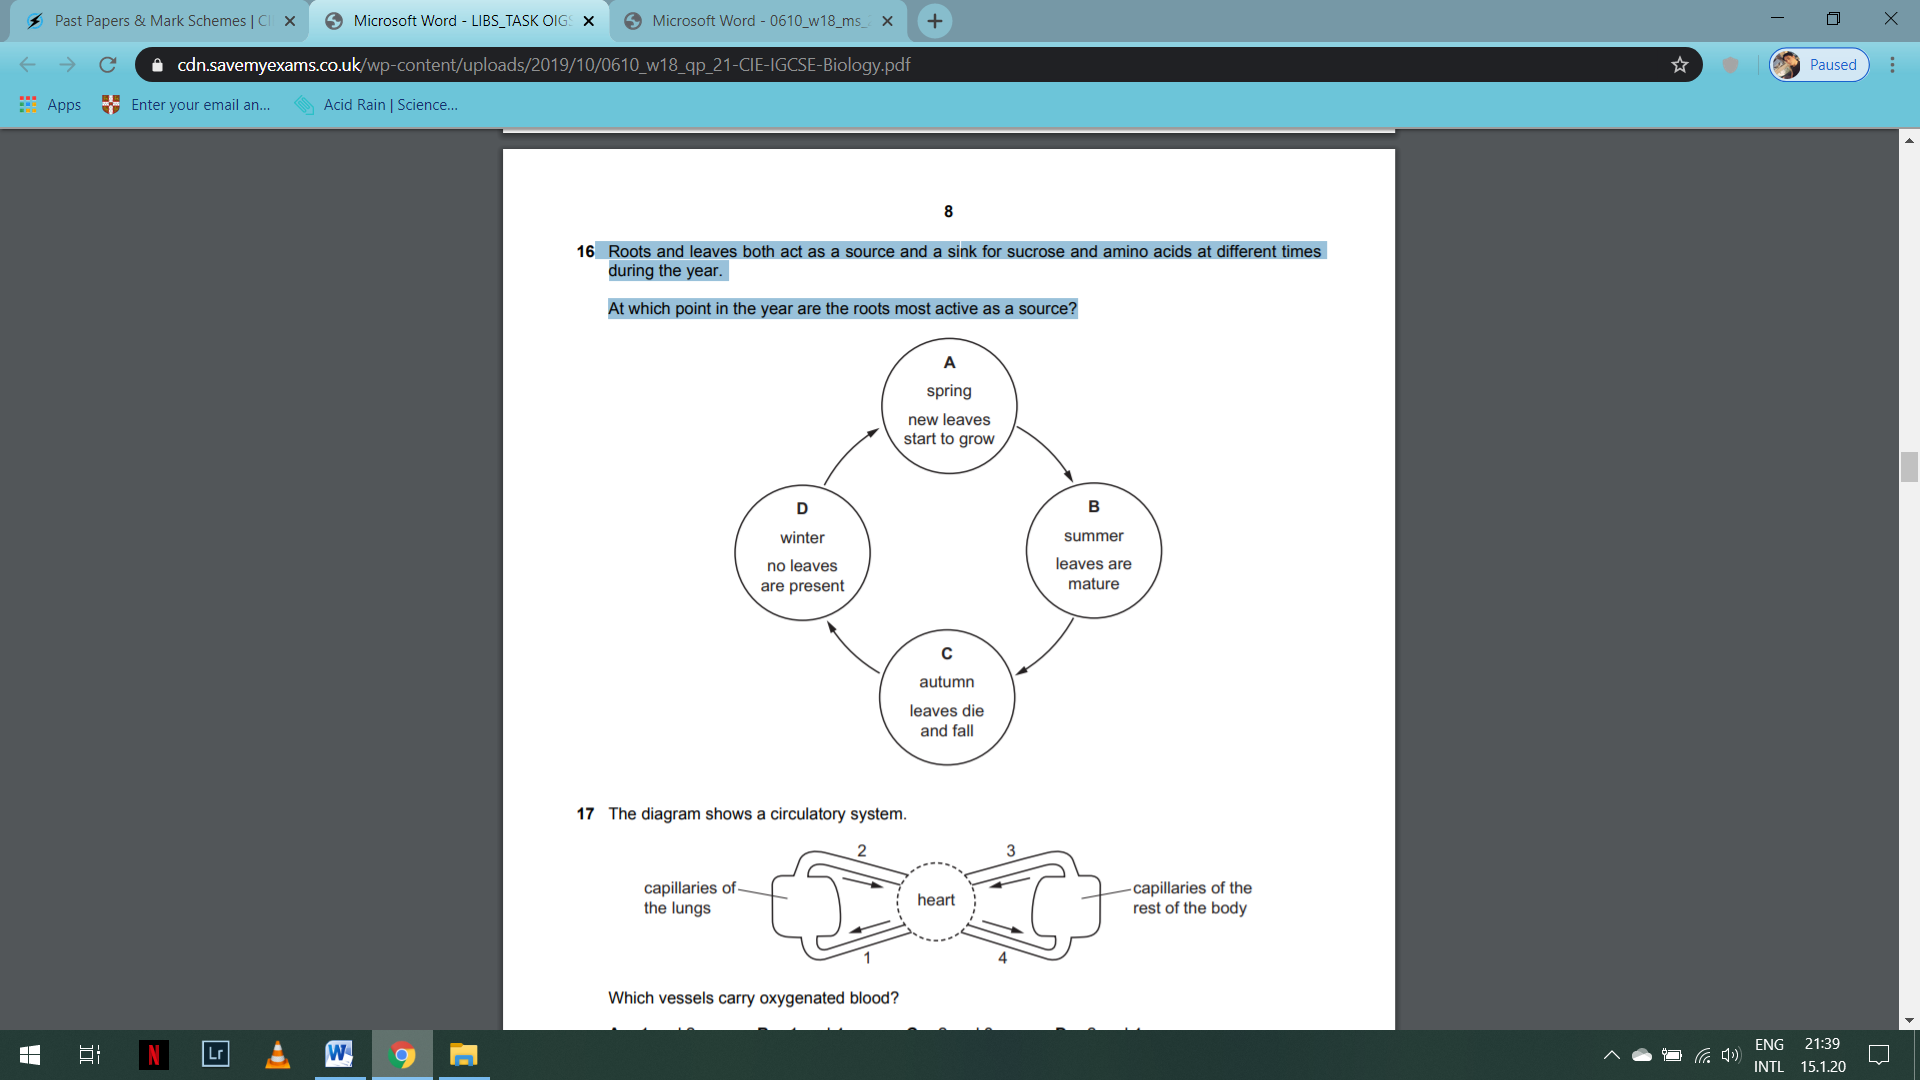 Past Papers & Mark Schemes | CI
Microsoft Word - LIBS_TASK OIGS
Microsoft Word - 0610_w18_ms_2
cdn.savemyexams.co.uk/wp-content/uploads/2019/10/0610_w18_qp_21-CIE-IGCSE-Biology.pdf
Paused
Apps
Enter your email an...
Acid Rain | Science...
8
16 Roots and leaves both act as a source and a sink for sucrose and amino acids at different times
during the year.
At which point in the year are the roots most active as a source?
A
spring
new leaves
start to grow
D
winter
no leaves
are present
B
summer
leaves are
mature
C
autumn
leaves die
and fall
17 The diagram shows a circulatory system.
2
3
capillaries of
the lungs
heart
capillaries of the
rest of the body
1
4
Which vessels carry oxygenated blood?
N
Lr
W
ENG
INTL
21:39
15.1.20